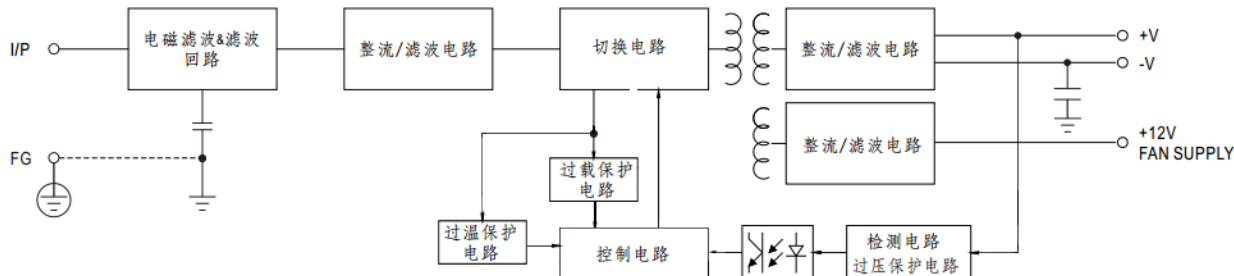 I/P
电磁滤波&滤波
回路
整流/滤波电路
切换电路
整流/滤波电路
+V
-V
整流/滤波电路
+12V
FAN SUPPLY
FG
过载保护
电路
过温保护
电路
控制电路
检测电路
过压保护电路